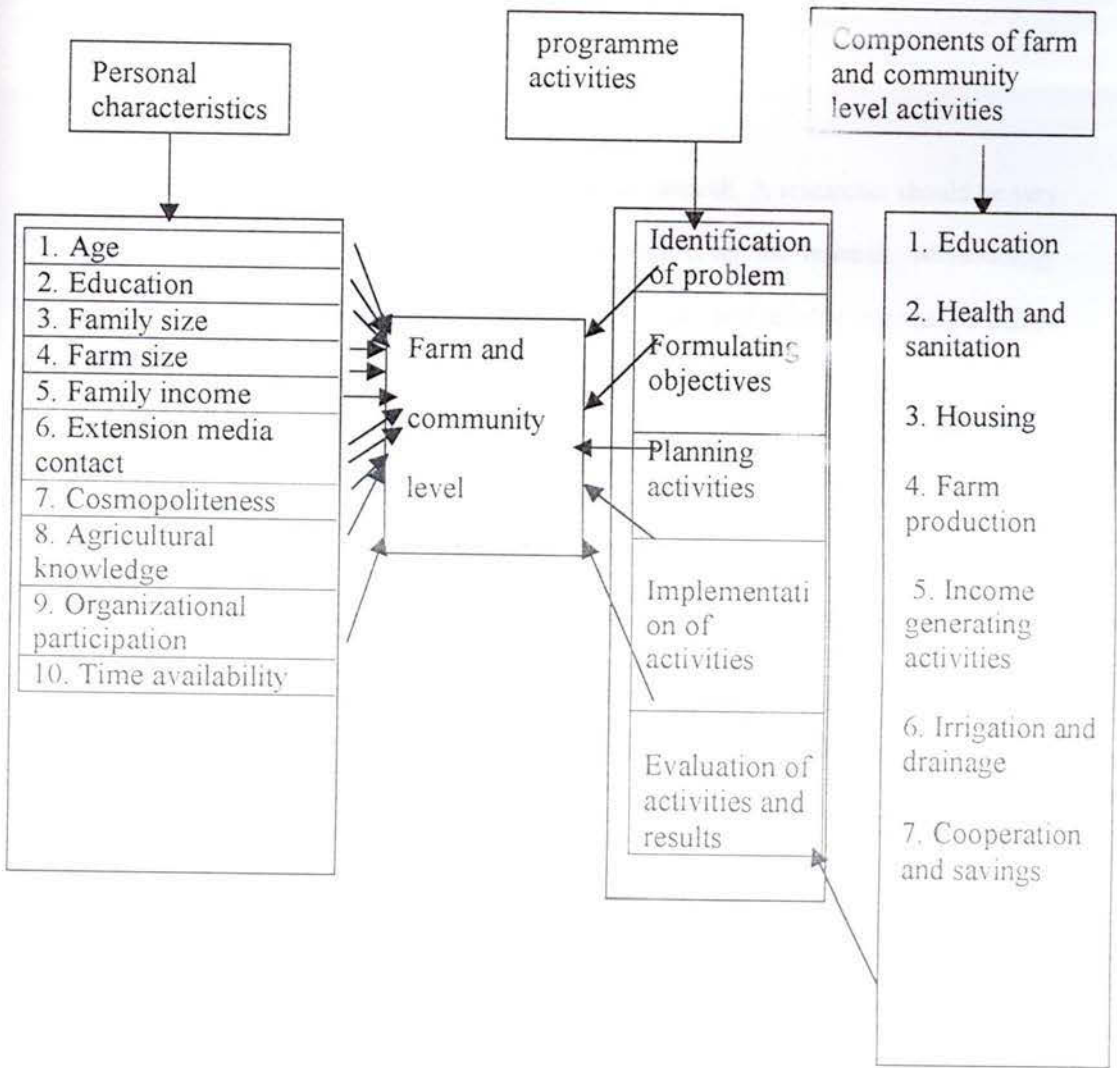 Personal
characteristics
programme
activities
Components of farm
and community
level activities
1. Age
2. Education
3. Family size
4. Farm size
5. Family income
6. Extension media
contact
7. Cosmopoliteness
8. Agricultural
knowledge
9. Organizational
participation
10. Time availability
Farm and
community
level
Identification
of problem
Formulating
objectives
Planning
activities
Implementati
on of
activities
Evaluation of
activities and
results
1. Education
2. Health and
sanitation
3. Housing
4. Farm
production
5. Income
generating
activities
6. Irrigation and
drainage
7. Cooperation
and savings